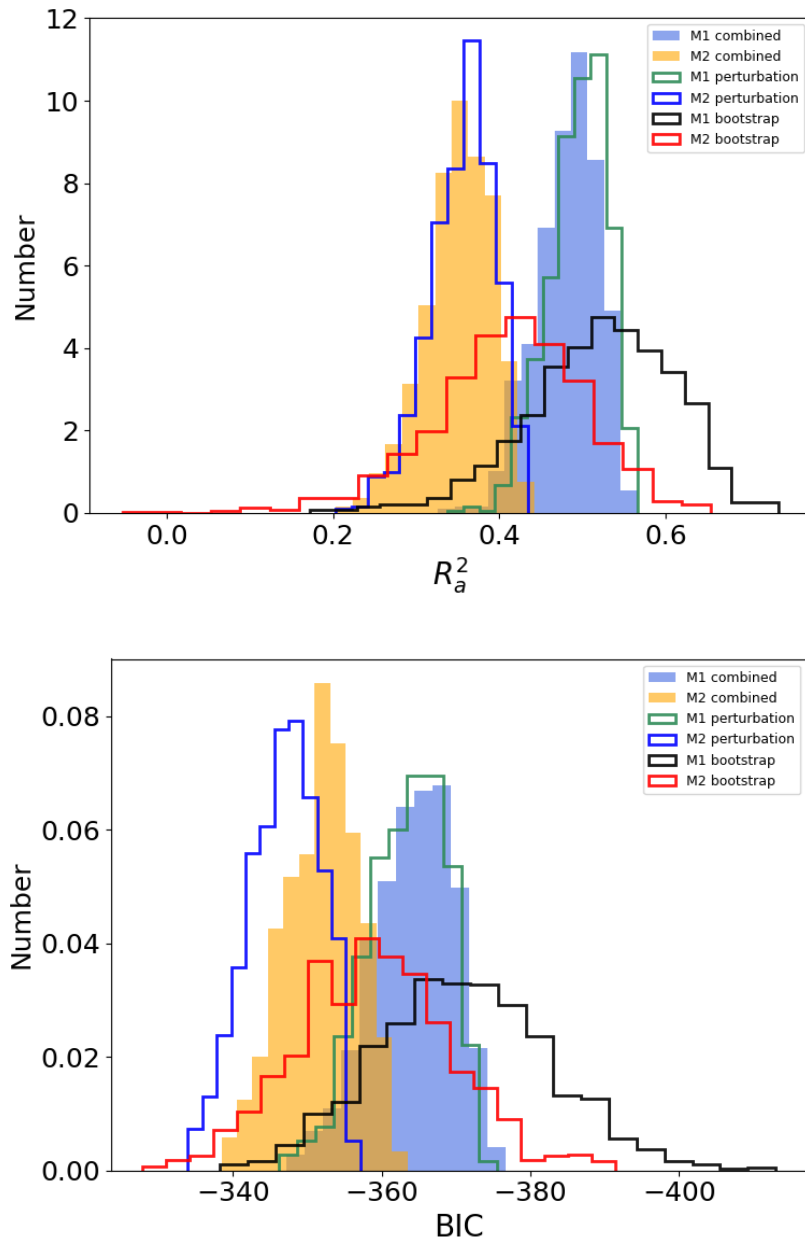 12
10
8
6
4
2
0
Number
M1 combined
M2 combined
M1 perturbation
M2 perturbation
M1 bootstrap
M2 bootstrap
0.0 0.2 0.4 0.6
R_a^2
0.08
0.06
0.04
0.02
0.00
Number
M1 combined
M2 combined
M1 perturbation
M2 perturbation
M1 bootstrap
M2 bootstrap
−340 −360 −380 −400
BIC